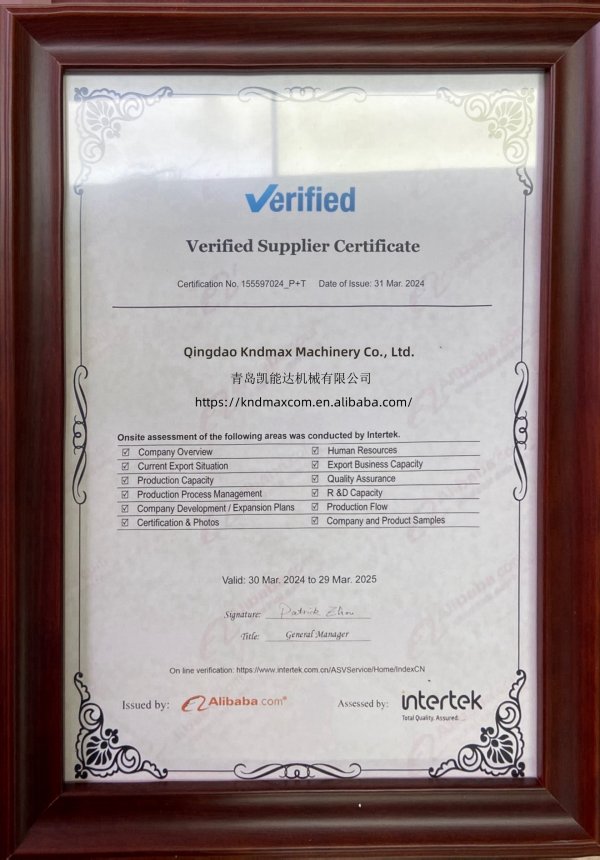 Verified
Verified Supplier Certificate
Certification No. 155597024_P+T Date of Issue: 31 Mar. 2024
Qingdao Kndmax Machinery Co., Ltd.
青岛凯能达机械有限公司
https://kndmaxcom.en.alibaba.com/
Onsite assessment of the following areas was conducted by Intertek.
☑ Company Overview ☑ Human Resources
☑ Current Export Situation ☑ Export Business Capacity
☑ Production Capacity ☑ Quality Assurance
☑ Production Process Management ☑ R &D Capacity
☑ Company Development / Expansion Plans ☑ Production Flow
☑ Certification & Photos ☑ Company and Product Samples
Valid: 30 Mar. 2024 to 29 Mar. 2025
Signature: Patrick Zhou
Title: General Manager
On line verification: https://www.intertek.com.cn/ASVService/Home/IndexCN
Issued by: Alibaba.com® Assessed by: intertek
Total Quality. Assured.